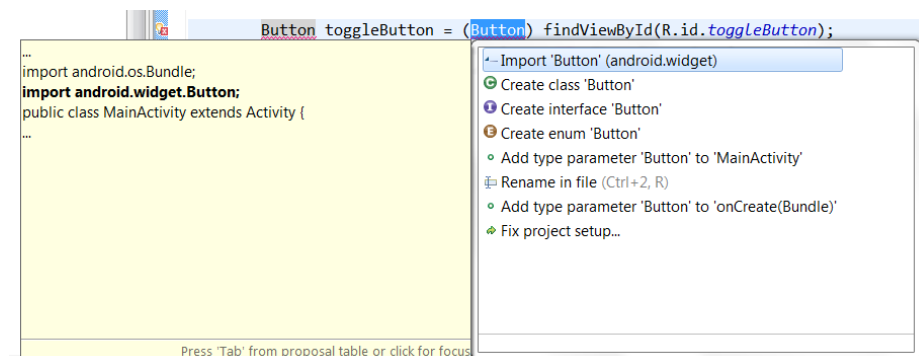 Button toggleButton = (Button) findViewById(R.id.toggleButton);
...
import android.os.Bundle;
import android.widget.Button;
public class MainActivity extends Activity {
...
Press 'Tab' from proposal table or click for focus
Import 'Button' (android.widget)
Create class 'Button'
Create interface 'Button'
Create enum 'Button'
Add type parameter 'Button' to 'MainActivity'
Rename in file (Ctrl+2, R)
Add type parameter 'Button' to 'onCreate(Bundle)'
Fix project setup...